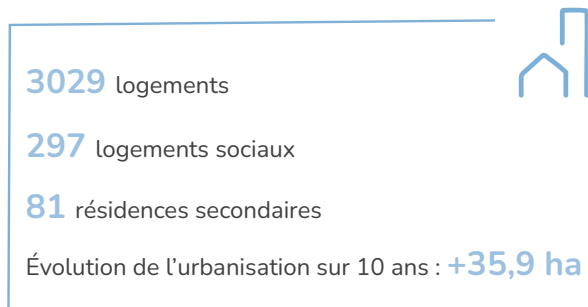 3029 logements
297 logements sociaux
81 résidences secondaires
Évolution de l’urbanisation sur 10 ans : +35,9 ha